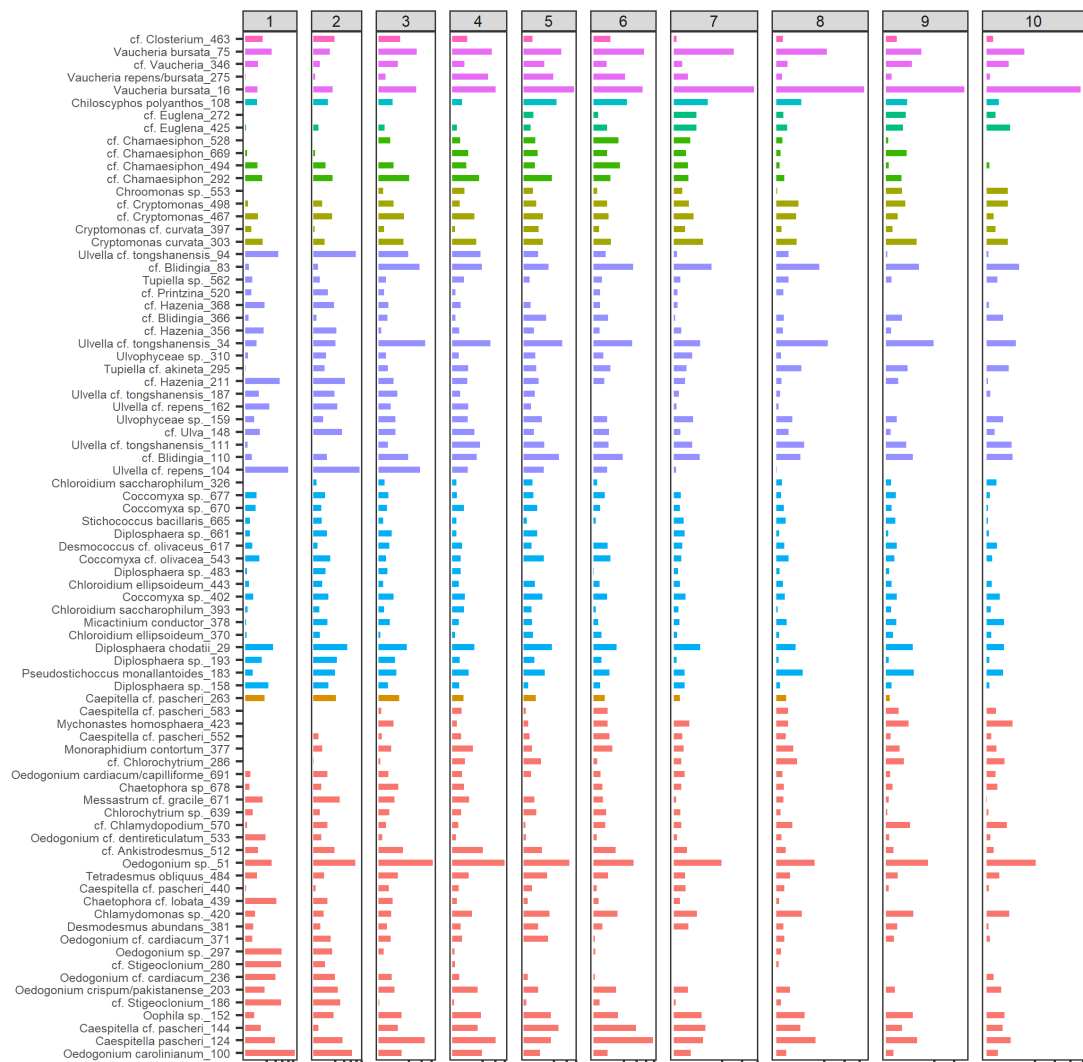 1 2 3 4 5 6 7 8 9 10
cf. Closterium_463
Vaucheria bursata_75
cf. Vaucheria_346
Vaucheria repens/bursata_275
Vaucheria bursata_16
Chiloscyphos polyanthos_108
cf. Euglena_272
cf. Euglena_425
cf. Chamaesiphon_528
cf. Chamaesiphon_669
cf. Chamaesiphon_494
cf. Chamaesiphon_292
Chroomonas sp._553
cf. Cryptomonas_498
cf. Cryptomonas_467
Cryptomonas cf. curvata_397
Cryptomonas curvata_303
Ulvella cf. tongshanensis_94
cf. Blidingia_83
Tupiella sp._562
cf. Printzina_520
cf. Hazenia_368
cf. Blidingia_366
cf. Hazenia_356
Ulvella cf. tongshanensis_34
Ulvophyceae sp._310
Tupiella cf. akineta_295
cf. Hazenia_211
Ulvella cf. tongshanensis_187
Ulvella cf. repens_162
Ulvophyceae sp._159
cf. Ulva_148
Ulvella cf. tongshanensis_111
cf. Blidingia_110
Ulvella cf. repens_104
Chloroidium saccharophilum_326
Coccomyxa sp._677
Coccomyxa sp._670
Stichococcus bacillaris_665
Diplosphaera sp._661
Desmococcus cf. olivaceus_617
Coccomyxa cf. olivacea_543
Diplosphaera sp._483
Chloroidium ellipsoideum_443
Coccomyxa sp._402
Chloroidium saccharophilum_393
Micactinium conductor_378
Chloroidium ellipsoideum_370
Diplosphaera chodatii_29
Diplosphaera sp._193
Pseudostichoccus monallantoides_183
Diplosphaera sp._158
Caepitella cf. pascheri_263
Caespitella cf. pascheri_583
Mychonastes homosphaera_423
Caespitella cf. pascheri_552
Monoraphidium contortum_377
cf. Chlorochytrium_286
Oedogonium cardiacum/capilliforme_691
Chaetophora sp_678
Messastrum cf. gracile_671
Chlorochytrium sp._639
cf. Chlamydopodium_570
Oedogonium cf. dentireticulatum_533
cf. Ankistrodesmus_512
Oedogonium sp._51
Tetradesmus obliquus_484
Caespitella cf. pascheri_440
Chaetophora cf. lobata_439
Chlamydomonas sp._420
Desmodesmus abundans_381
Oedogonium cf. cardiacum_371
Oedogonium sp._297
cf. Stigeoclonium_280
Oedogonium cf. cardiacum_236
Oedogonium crispum/pakistanense_203
cf. Stigeoclonium_186
Oophila sp._152
Caespitella cf. pascheri_144
Caespitella pascheri_124
Oedogonium carolinianum_100